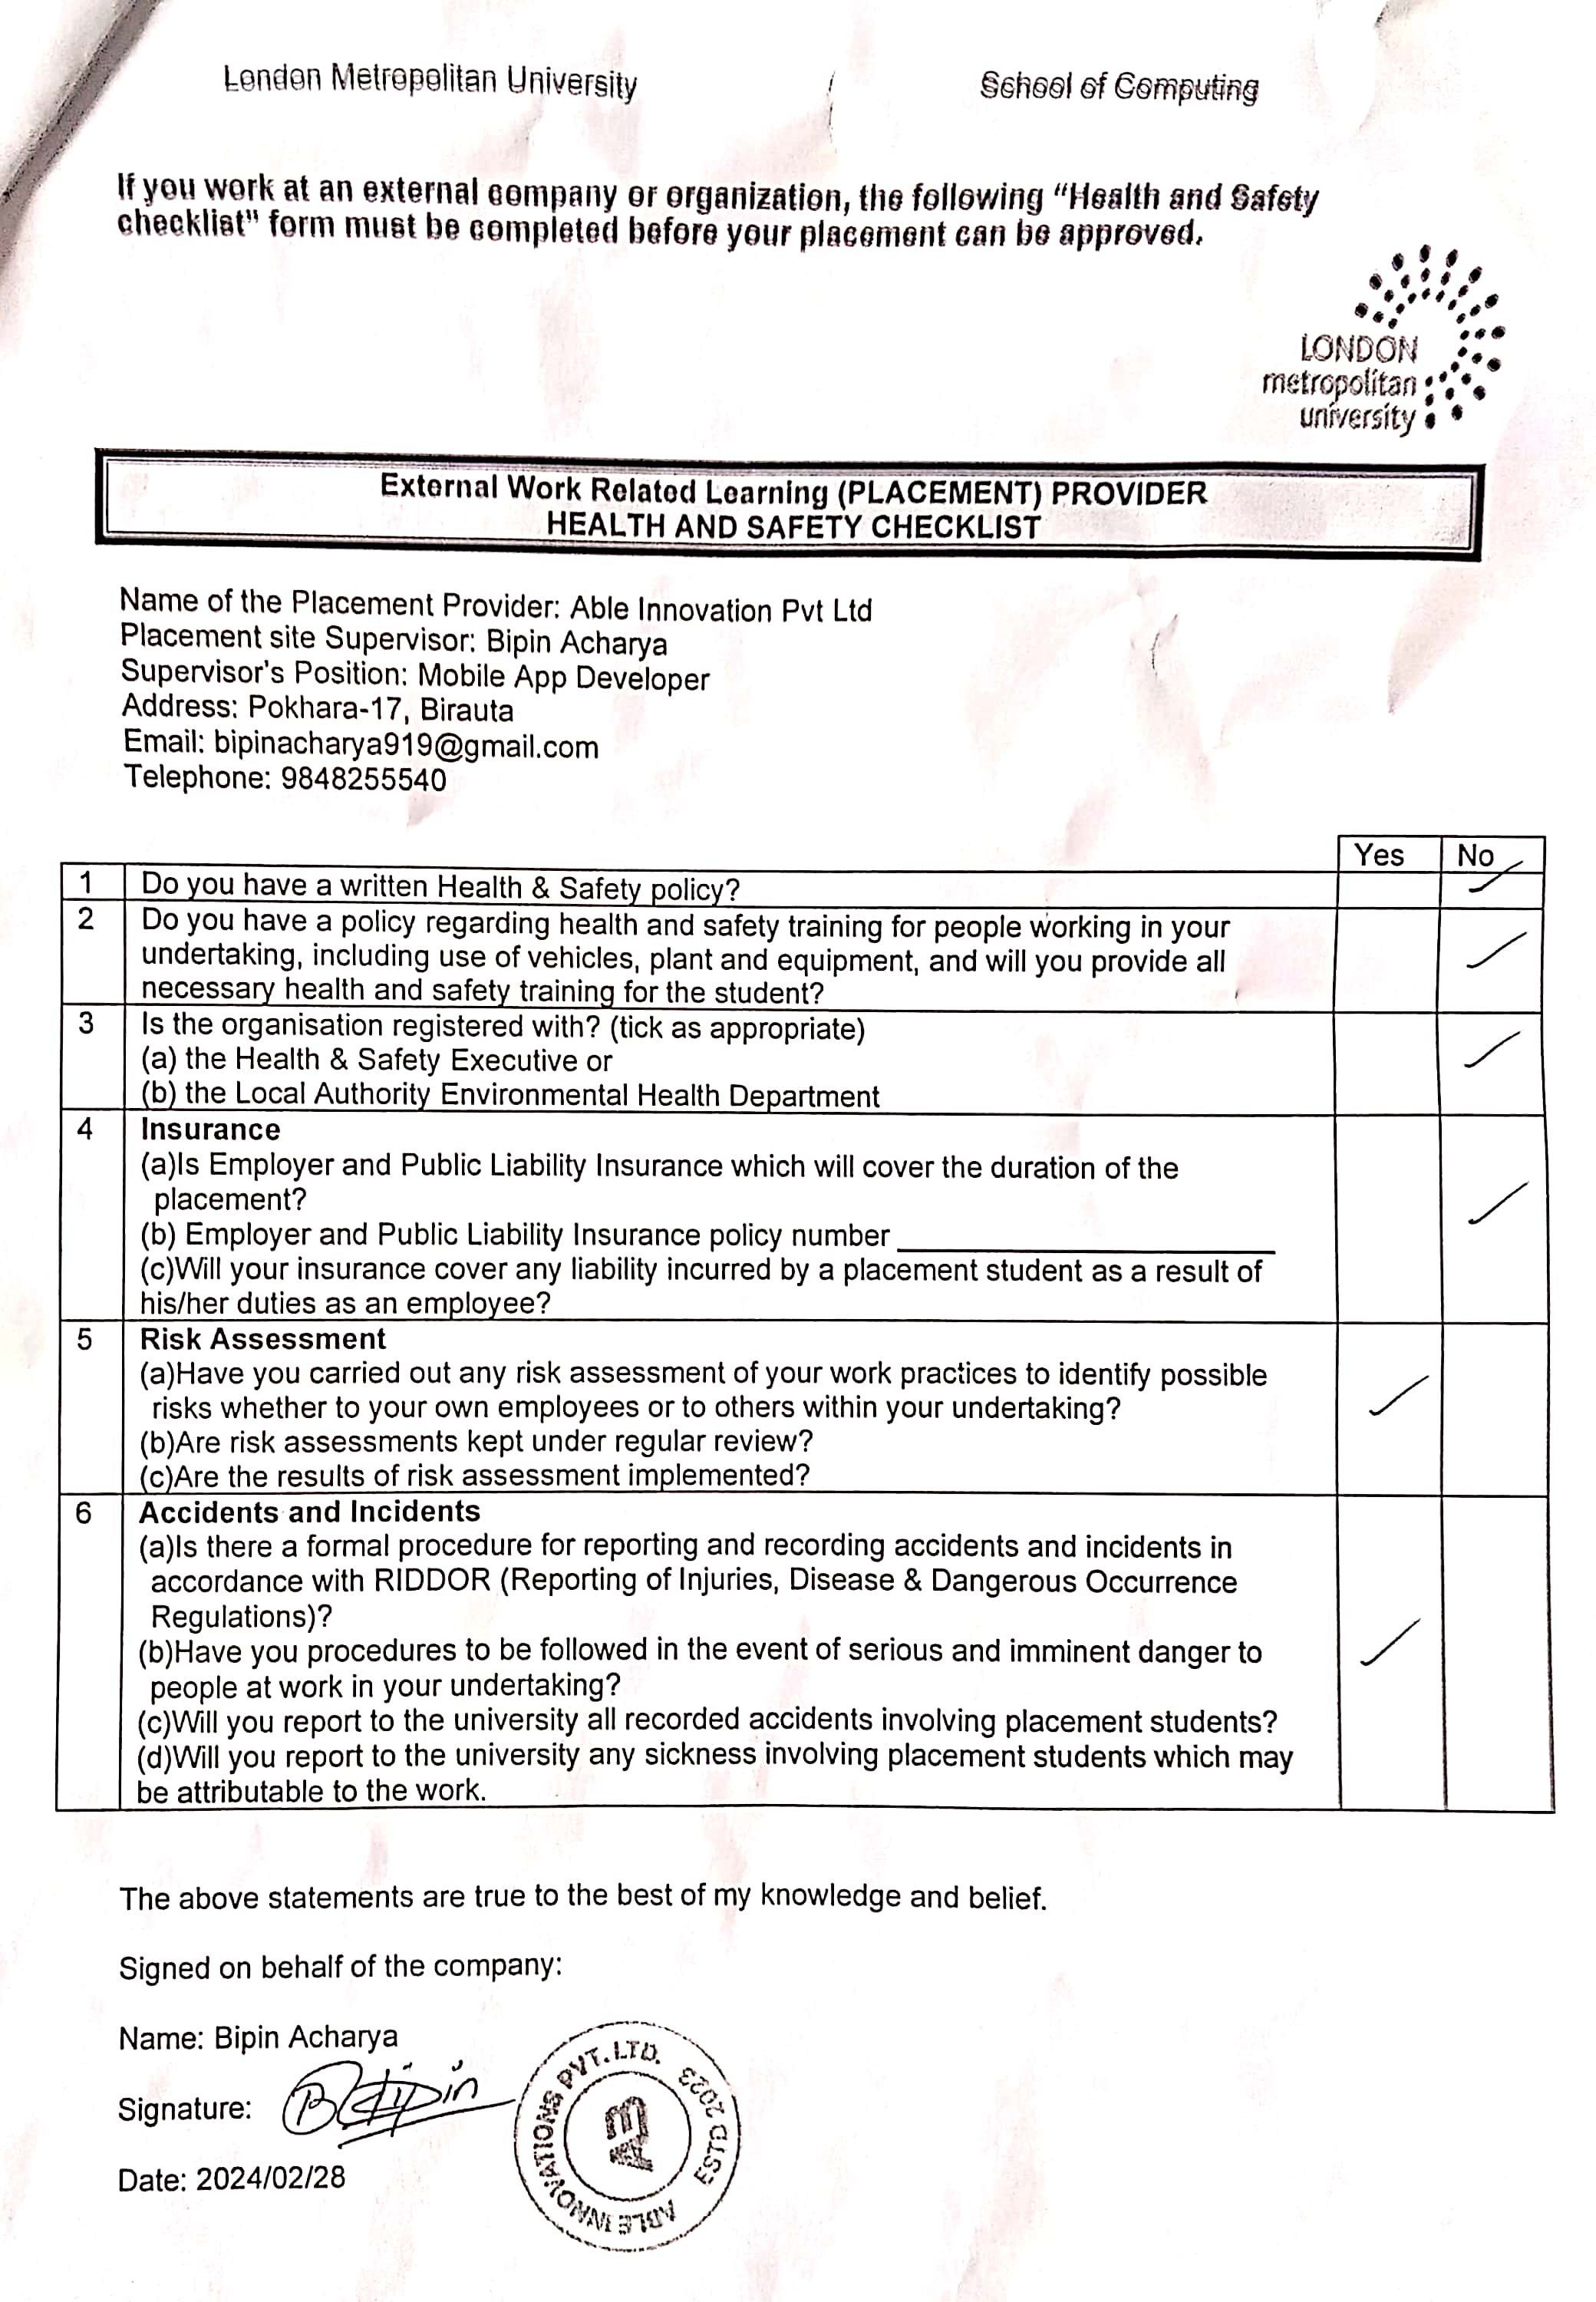 London Metropolitan University
School of Computing
If you work at an external company or organization, the following “Health and Safety
checklist” form must be completed before your placement can be approved.
LONDON
metropolitan
university
External Work Related Learning (PLACEMENT) PROVIDER
HEALTH AND SAFETY CHECKLIST
Name of the Placement Provider: Able Innovation Pvt Ltd
Placement site Supervisor: Bipin Acharya
Supervisor's Position: Mobile App Developer
Address: Pokhara-17, Birauta
Email: bipinacharya919@gmail.com
Telephone: 9848255540
Yes No
1 Do you have a written Health & Safety policy?
2 Do you have a policy regarding health and safety training for people working in your
undertaking, including use of vehicles, plant and equipment, and will you provide all
necessary health and safety training for the student?
3 Is the organisation registered with? (tick as appropriate)
(a) the Health & Safety Executive or
(b) the Local Authority Environmental Health Department
4 Insurance
(a)Is Employer and Public Liability Insurance which will cover the duration of the
placement?
(b) Employer and Public Liability Insurance policy number
(c)Will your insurance cover any liability incurred by a placement student as a result of
his/her duties as an employee?
5 Risk Assessment
(a)Have you carried out any risk assessment of your work practices to identify possible
risks whether to your own employees or to others within your undertaking?
(b)Are risk assessments kept under regular review?
(c)Are the results of risk assessment implemented?
6 Accidents and Incidents
(a)Is there a formal procedure for reporting and recording accidents and incidents in
accordance with RIDDOR (Reporting of Injuries, Disease & Dangerous Occurrence
Regulations)?
(b)Have you procedures to be followed in the event of serious and imminent danger to
people at work in your undertaking?
(c)Will you report to the university all recorded accidents involving placement students?
(d)Will you report to the university any sickness involving placement students which may
be attributable to the work.
The above statements are true to the best of my knowledge and belief.
Signed on behalf of the company:
Name: Bipin Acharya
Signature: Bipin
Date: 2024/02/28
ABLE INNOVATIONS PVT. LTD.
ESTD 2023